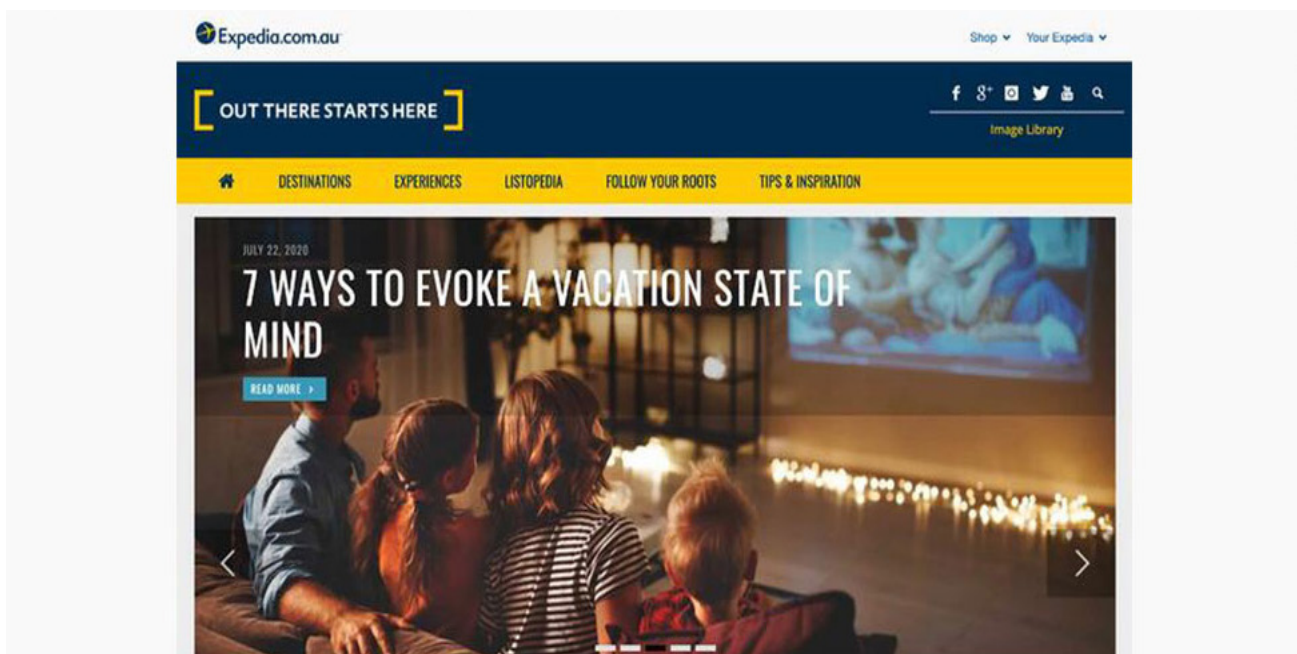 Expedia.com.au
Shop Your Expedia
OUT THERE STARTS HERE
Image Library
DESTINATIONS EXPERIENCES LISTOPEDIA FOLLOW YOUR ROOTS TIPS & INSPIRATION
JULY 22, 2020
7 WAYS TO EVOKE A VACATION STATE OF
MIND
READ MORE >